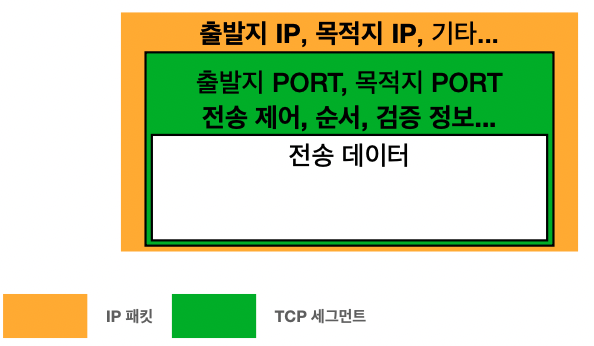 출발지 IP, 목적지 IP, 기타...
출발지 PORT, 목적지 PORT
전송 제어, 순서, 검증 정보...
전송 데이터
IP 패킷
TCP 세그먼트